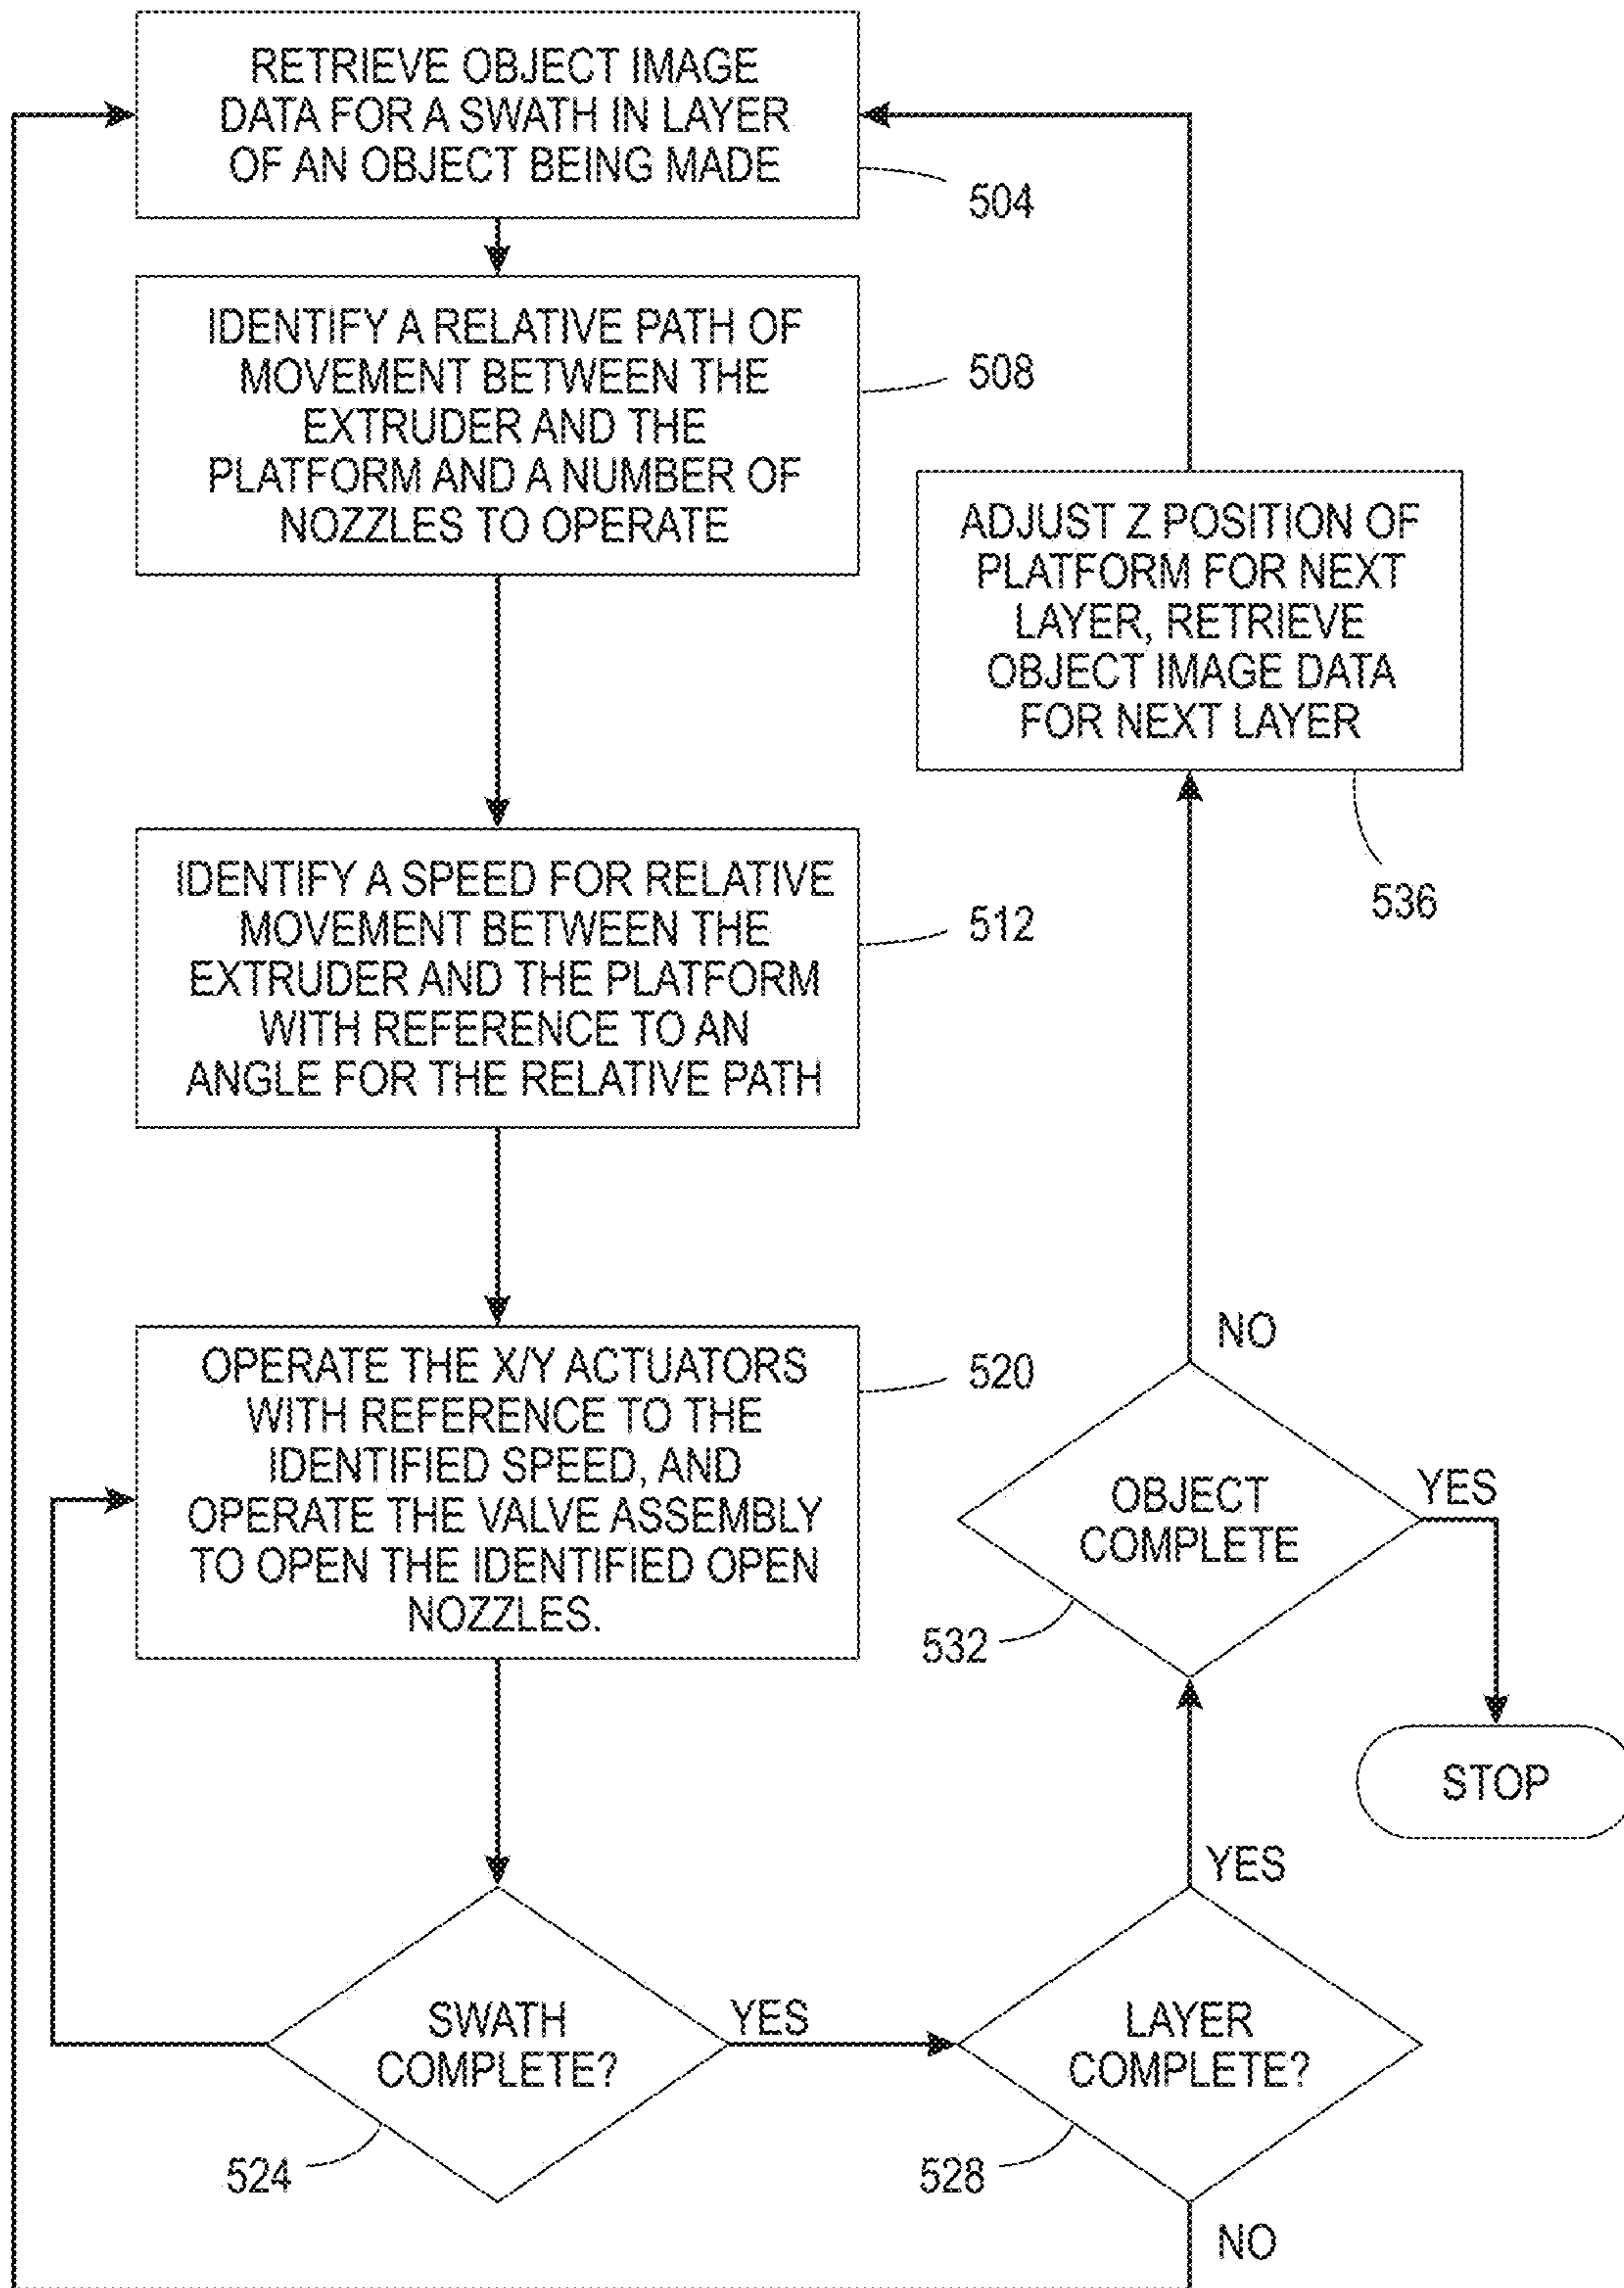 RETRIEVE OBJECT IMAGE
DATA FOR A SWATH IN LAYER
OF AN OBJECT BEING MADE
504
IDENTIFY A RELATIVE PATH OF
MOVEMENT BETWEEN THE
EXTRUDER AND THE
PLATFORM AND A NUMBER OF
NOZZLES TO OPERATE
508
ADJUST Z POSITION OF
PLATFORM FOR NEXT
LAYER, RETRIEVE
OBJECT IMAGE DATA
FOR NEXT LAYER
536
IDENTIFY A SPEED FOR RELATIVE
MOVEMENT BETWEEN THE
EXTRUDER AND THE PLATFORM
WITH REFERENCE TO AN
ANGLE FOR THE RELATIVE PATH
512
OPERATE THE X/Y ACTUATORS
WITH REFERENCE TO THE
IDENTIFIED SPEED, AND
OPERATE THE VALVE ASSEMBLY
TO OPEN THE IDENTIFIED OPEN
NOZZLES.
520
NO
OBJECT
COMPLETE
YES
532
STOP
YES
SWATH
COMPLETE?
YES
524
LAYER
COMPLETE?
528
NO